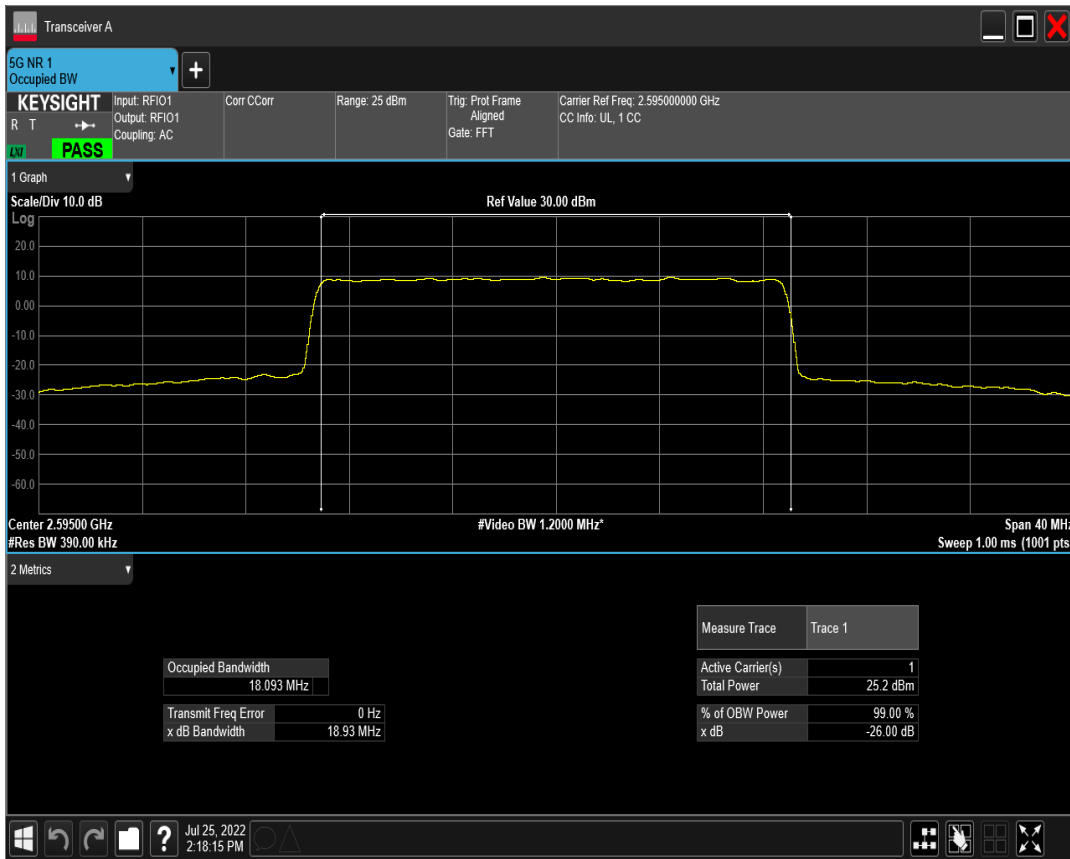 Transceiver A
5G NR 1
Occupied BW
+
KEYSIGHT
R T
LXI
PASS
Input: RFIO1
Output: RFIO1
Coupling: AC
Corr CCorr
Range: 25 dBm
Trig: Prot Frame
Aligned
Gate: FFT
Carrier Ref Freq: 2.595000000 GHz
CC Info: UL, 1 CC
1 Graph
Scale/Div 10.0 dB
Ref Value 30.00 dBm
Log
20.0
10.0
0.00
-10.0
-20.0
-30.0
-40.0
-50.0
-60.0
Center 2.59500 GHz
#Video BW 1.2000 MHz*
Span 40 MHz
#Res BW 390.00 kHz
Sweep 1.00 ms (1001 pts
2 Metrics
Measure Trace Trace 1
Occupied Bandwidth
18.093 MHz
Active Carrier(s) 1
Total Power 25.2 dBm
Transmit Freq Error 0 Hz
x dB Bandwidth 18.93 MHz
% of OBW Power 99.00 %
x dB -26.00 dB
?
Jul 25, 2022
2:18:15 PM